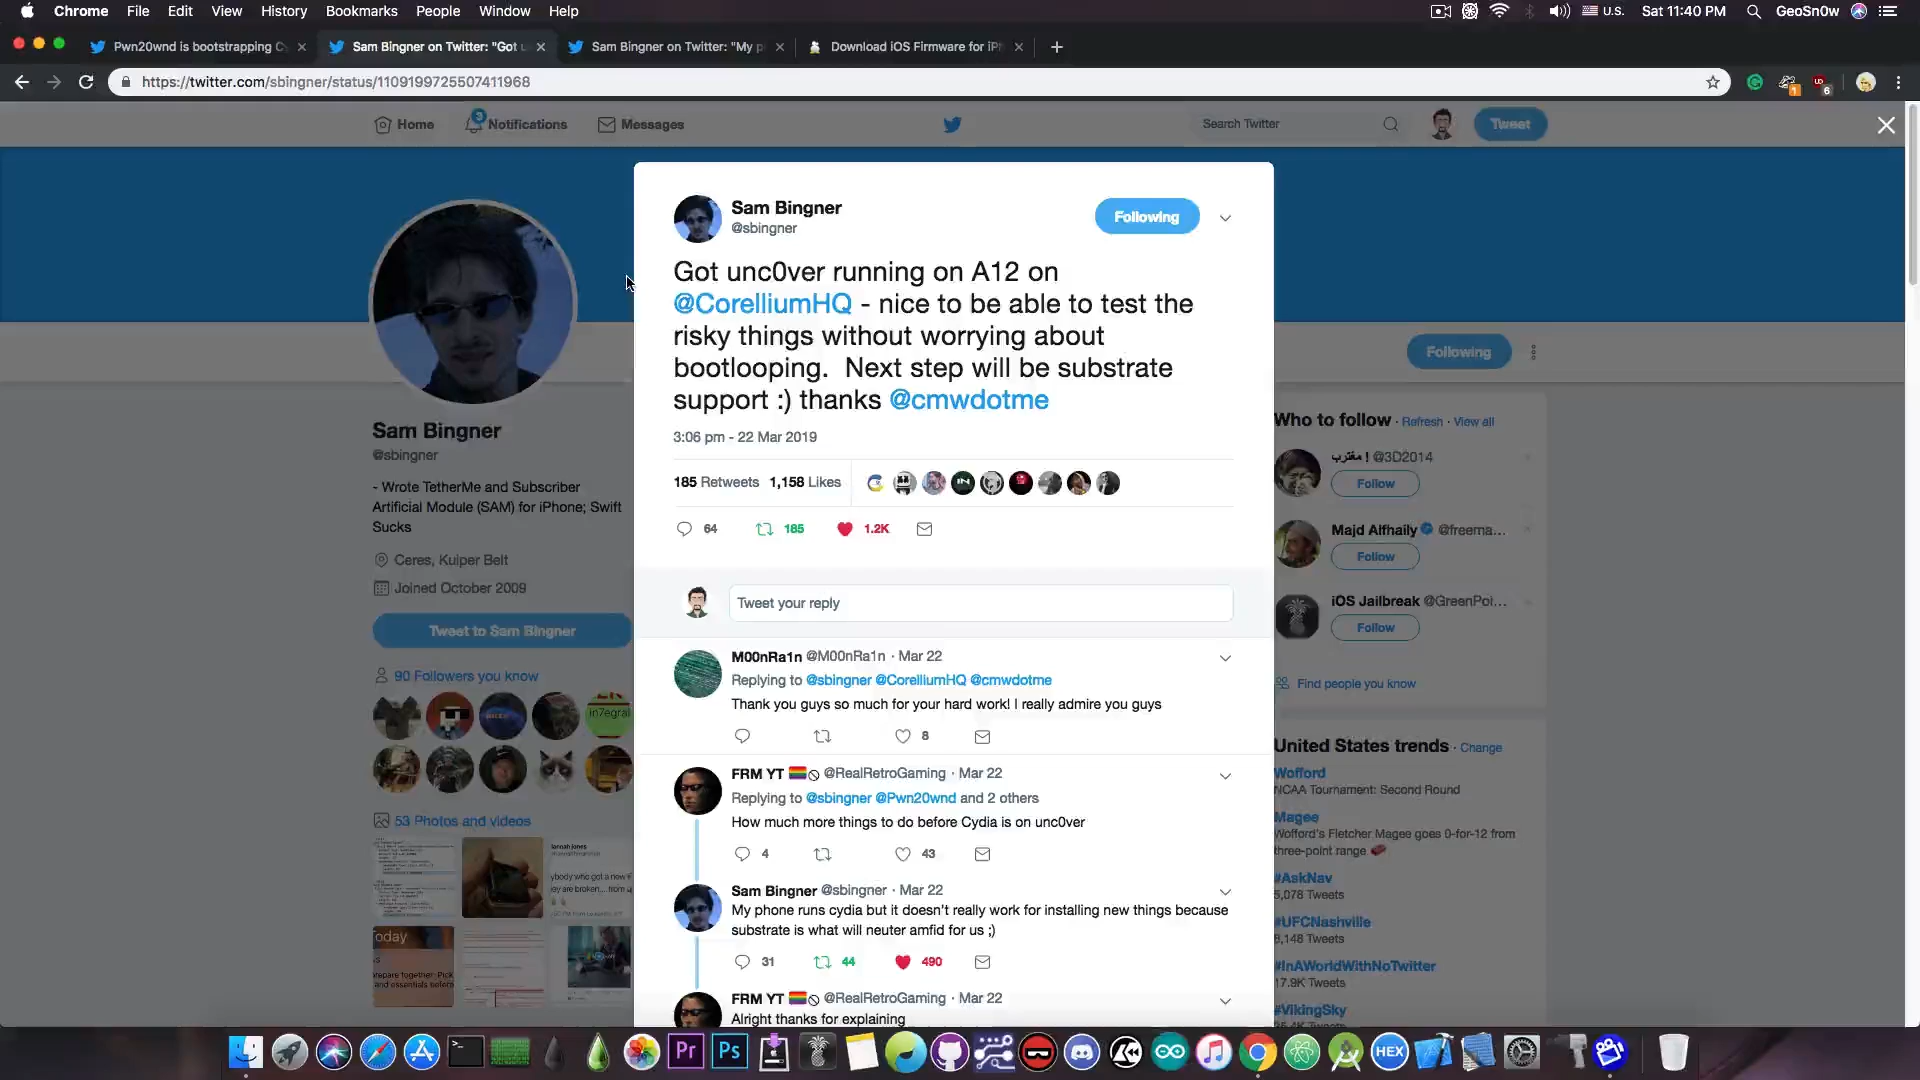 Chrome File Edit View History Bookmarks People Window Help
U.S. Sat 11:40 PM GeoSn0w
Pwn20wnd is bootstrapping C
Sam Bingner on Twitter: "Got u
Sam Bingner on Twitter: "My p
Download iOS Firmware for iP
https://twitter.com/sbingner/status/1109199725507411968
Home
3
Notifications
Messages
Search Twitter
Tweet
Sam Bingner
@sbingner
Following
Got unc0ver running on A12 on
@CorelliumHQ - nice to be able to test the
risky things without worrying about
bootlooping. Next step will be substrate
support :) thanks @cmwdotme
3:06 pm - 22 Mar 2019
185 Retweets 1,158 Likes
64 185 1.2K
Tweet your reply
M00nRa1n @M00nRa1n · Mar 22
Replying to @sbingner @CorelliumHQ @cmwdotme
Thank you guys so much for your hard work! I really admire you guys
8
FRM YT @RealRetroGaming · Mar 22
Replying to @sbingner @Pwn20wnd and 2 others
How much more things to do before Cydia is on unc0ver
4 43
Sam Bingner @sbingner · Mar 22
My phone runs cydia but it doesn't really work for installing new things because
substrate is what will neuter amfid for us ;)
31 44 490
FRM YT @RealRetroGaming · Mar 22
Alright thanks for explaining
Sam Bingner
@sbingner
- Wrote TetherMe and Subscriber
Artificial Module (SAM) for iPhone; Swift
Sucks
Ceres, Kuiper Belt
Joined October 2009
Tweet to Sam Bingner
90 Followers you know
in7egral
53 Photos and videos
Following
Who to follow · Refresh · View all
مقترب ! @3D2014
Follow
Majd Alfhaily @freema...
Follow
iOS Jailbreak @GreenPoi...
Follow
Find people you know
United States trends · Change
Wofford
NCAA Tournament: Second Round
Magee
Wofford's Fletcher Magee goes 0-for-12 from
three-point range
#AskNav
5,078 Tweets
#UFCNashville
8,148 Tweets
#InAWorldWithNoTwitter
17.9K Tweets
#VikingSky
Pr Ps HEX